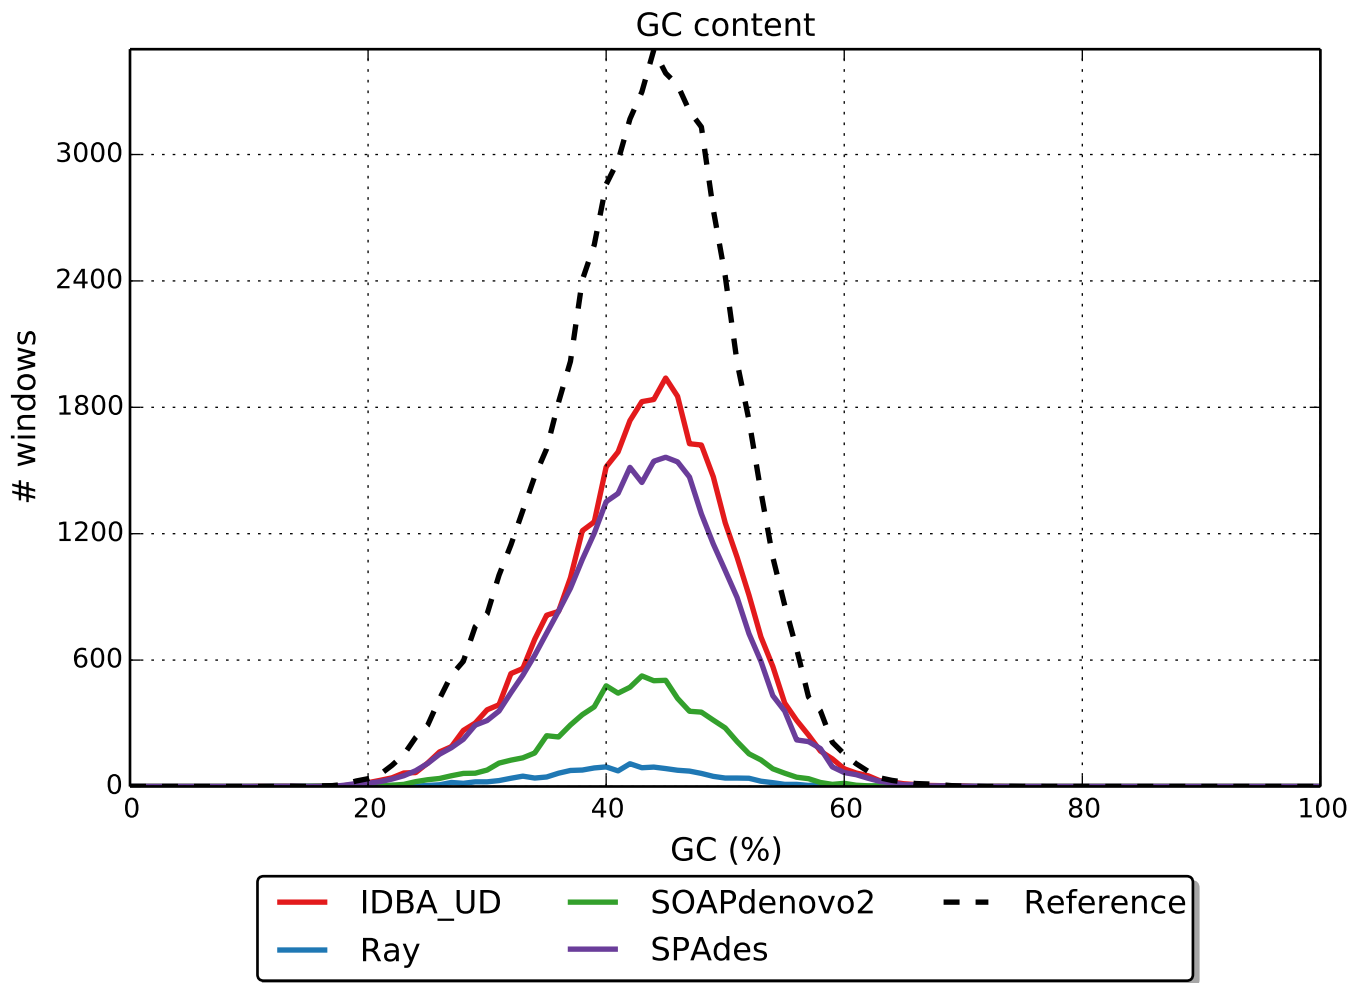 GC content
# windows
3000
2400
1800
1200
600
0
0 20 40 60 80 100
GC (%)
IDBA_UD SOAPdenovo2 Reference
Ray SPAdes